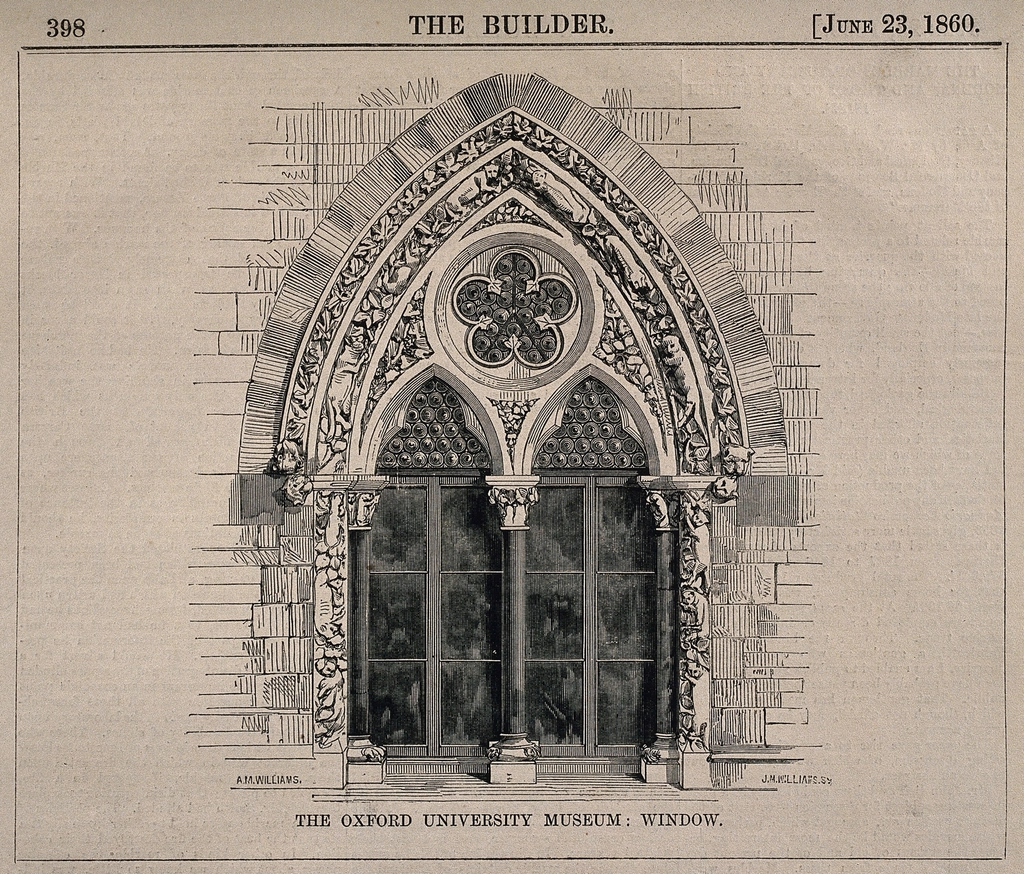 398 THE BUILDER. [JUNE 23, 1860.
A.M.WILLIAMS. J.M.WILLIAMS.SC
THE OXFORD UNIVERSITY MUSEUM: WINDOW.